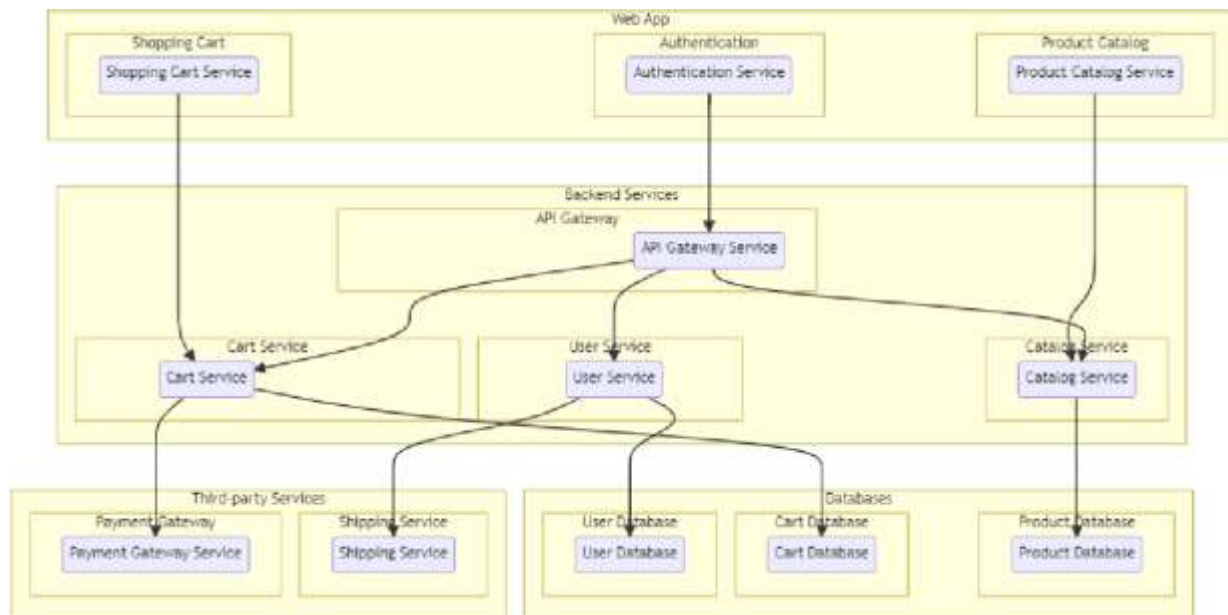 Web App
Shopping Cart
Authentication
Product Catalog
Shopping Cart Service
Authentication Service
Product Catalog Service
Backend Services
API Gateway
API Gateway Service
Cart Service
User Service
Catalog Service
Cart Service
User Service
Catalog Service
Third-party Services
Databases
Payment Gateway
Shipping Service
User Database
Cart Database
Product Database
Payment Gateway Service
Shipping Service
User Database
Cart Database
Product Database